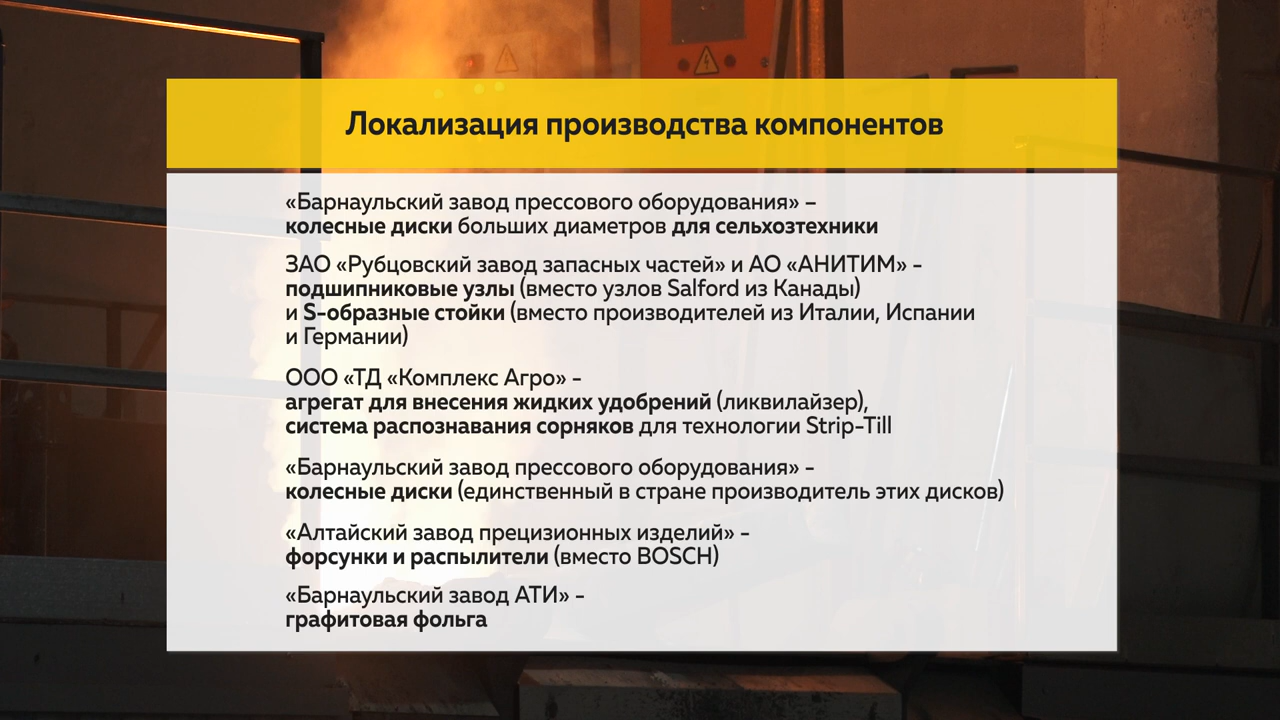 Локализация производства компонентов
«Барнаульский завод прессового оборудования» –
колесные диски больших диаметров для сельхозтехники
ЗАО «Рубцовский завод запасных частей» и АО «АНИТИМ» -
подшипниковые узлы (вместо узлов Salford из Канады)
и S-образные стойки (вместо производителей из Италии, Испании
и Германии)
ООО «ТД «Комплекс Агро» -
агрегат для внесения жидких удобрений (ликвилайзер),
система распознавания сорняков для технологии Strip-Till
«Барнаульский завод прессового оборудования» -
колесные диски (единственный в стране производитель этих дисков)
«Алтайский завод прецизионных изделий» -
форсунки и распылители (вместо BOSCH)
«Барнаульский завод АТИ» -
графитовая фольга